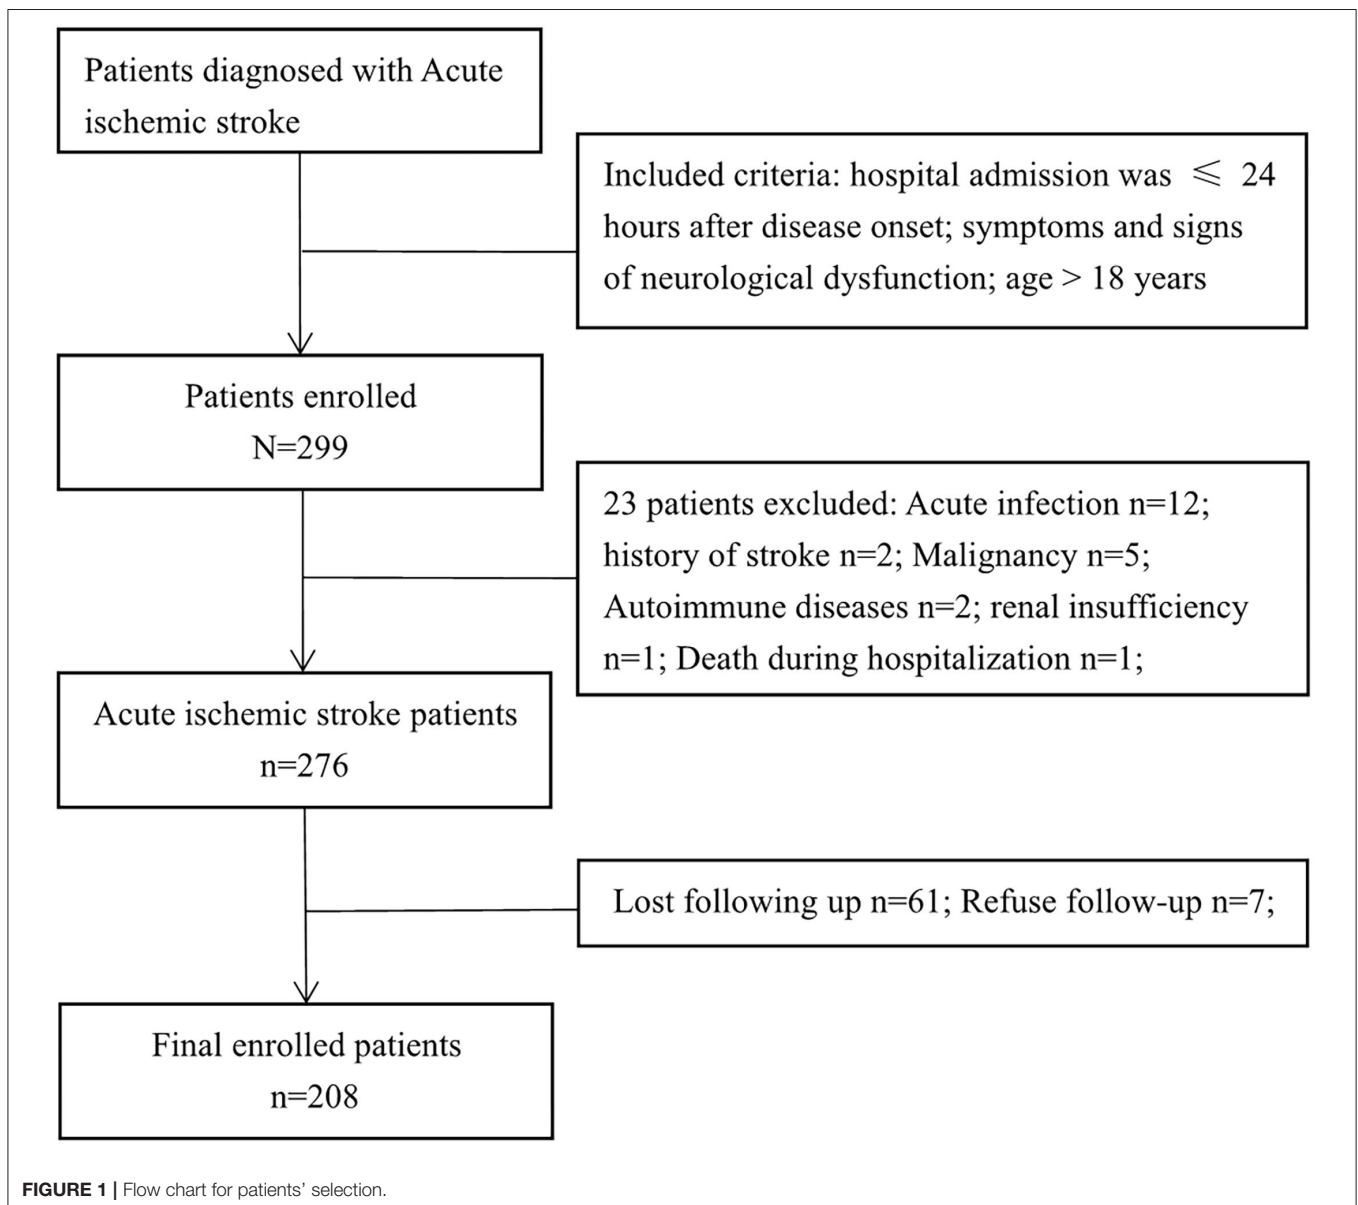 Patients diagnosed with Acute
ischemic stroke
Included criteria: hospital admission was ≤ 24
hours after disease onset; symptoms and signs
of neurological dysfunction; age > 18 years
Patients enrolled
N=299
23 patients excluded: Acute infection n=12;
history of stroke n=2; Malignancy n=5;
Autoimmune diseases n=2; renal insufficiency
n=1; Death during hospitalization n=1;
Acute ischemic stroke patients
n=276
Lost following up n=61; Refuse follow-up n=7;
Final enrolled patients
n=208
FIGURE 1 | Flow chart for patients’ selection.